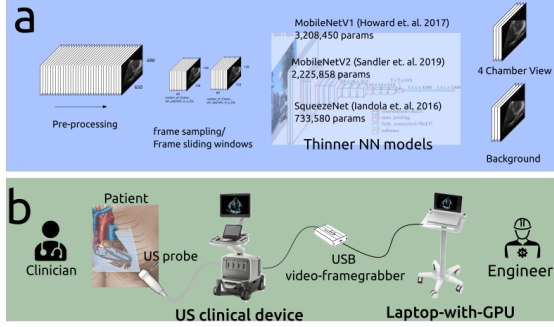 a
MobileNetV1 (Howard et. al. 2017)
3,208,450 params
MobileNetV2 (Sandler et. al. 2019)
2,225,858 params
SqueezeNet (Iandola et. al. 2016)
733,580 params
Thinner NN models
690
650
Pre-processing
frame sampling/
Frame sliding windows
4 Chamber View
Background
b
Patient
US probe
Clinician
US clinical device
USB
video-framegrabber
Laptop-with-GPU
Engineer